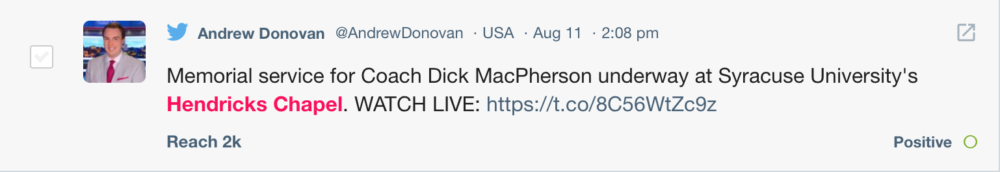 Andrew Donovan @AndrewDonovan · USA · Aug 11 · 2:08 pm
Memorial service for Coach Dick MacPherson underway at Syracuse University's
Hendricks Chapel. WATCH LIVE: https://t.co/8C56WtZc9z
Reach 2k
Positive